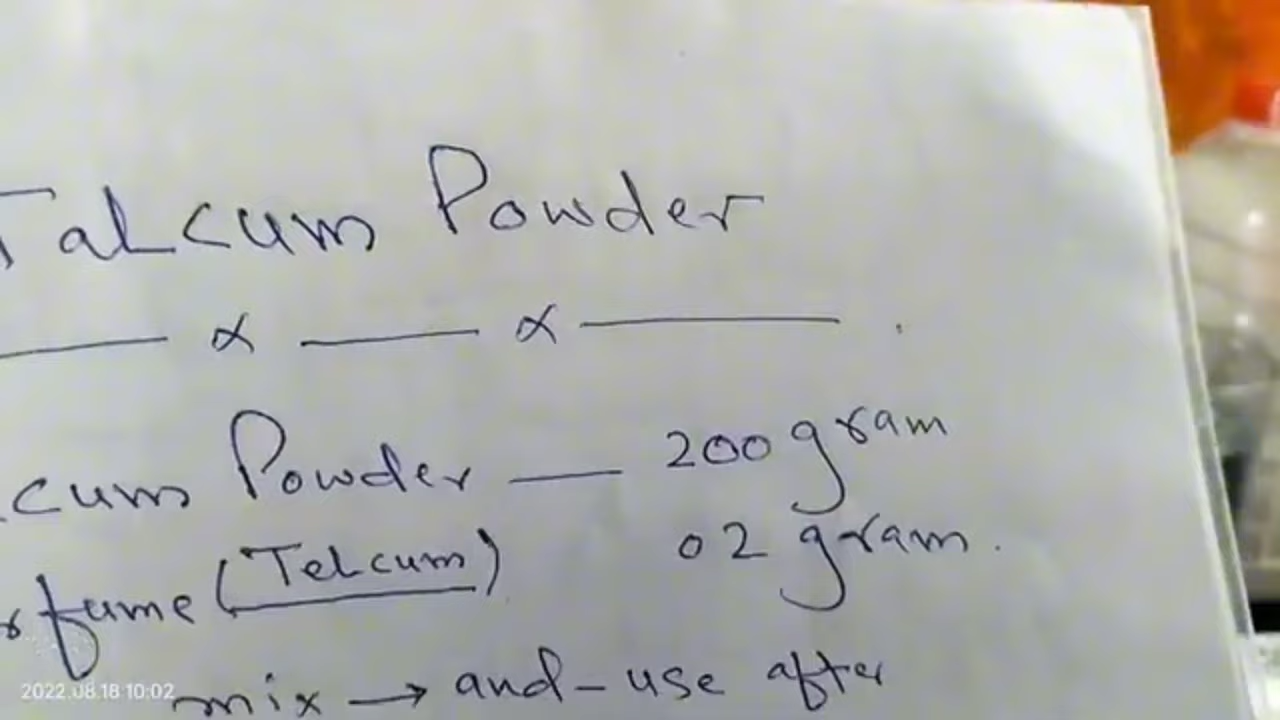 Talcum Powder
— x — x —
cum Powder — 200 gram
fume (Telcum) 02 gram.
mix → and-use after
2022.08.18 10:02